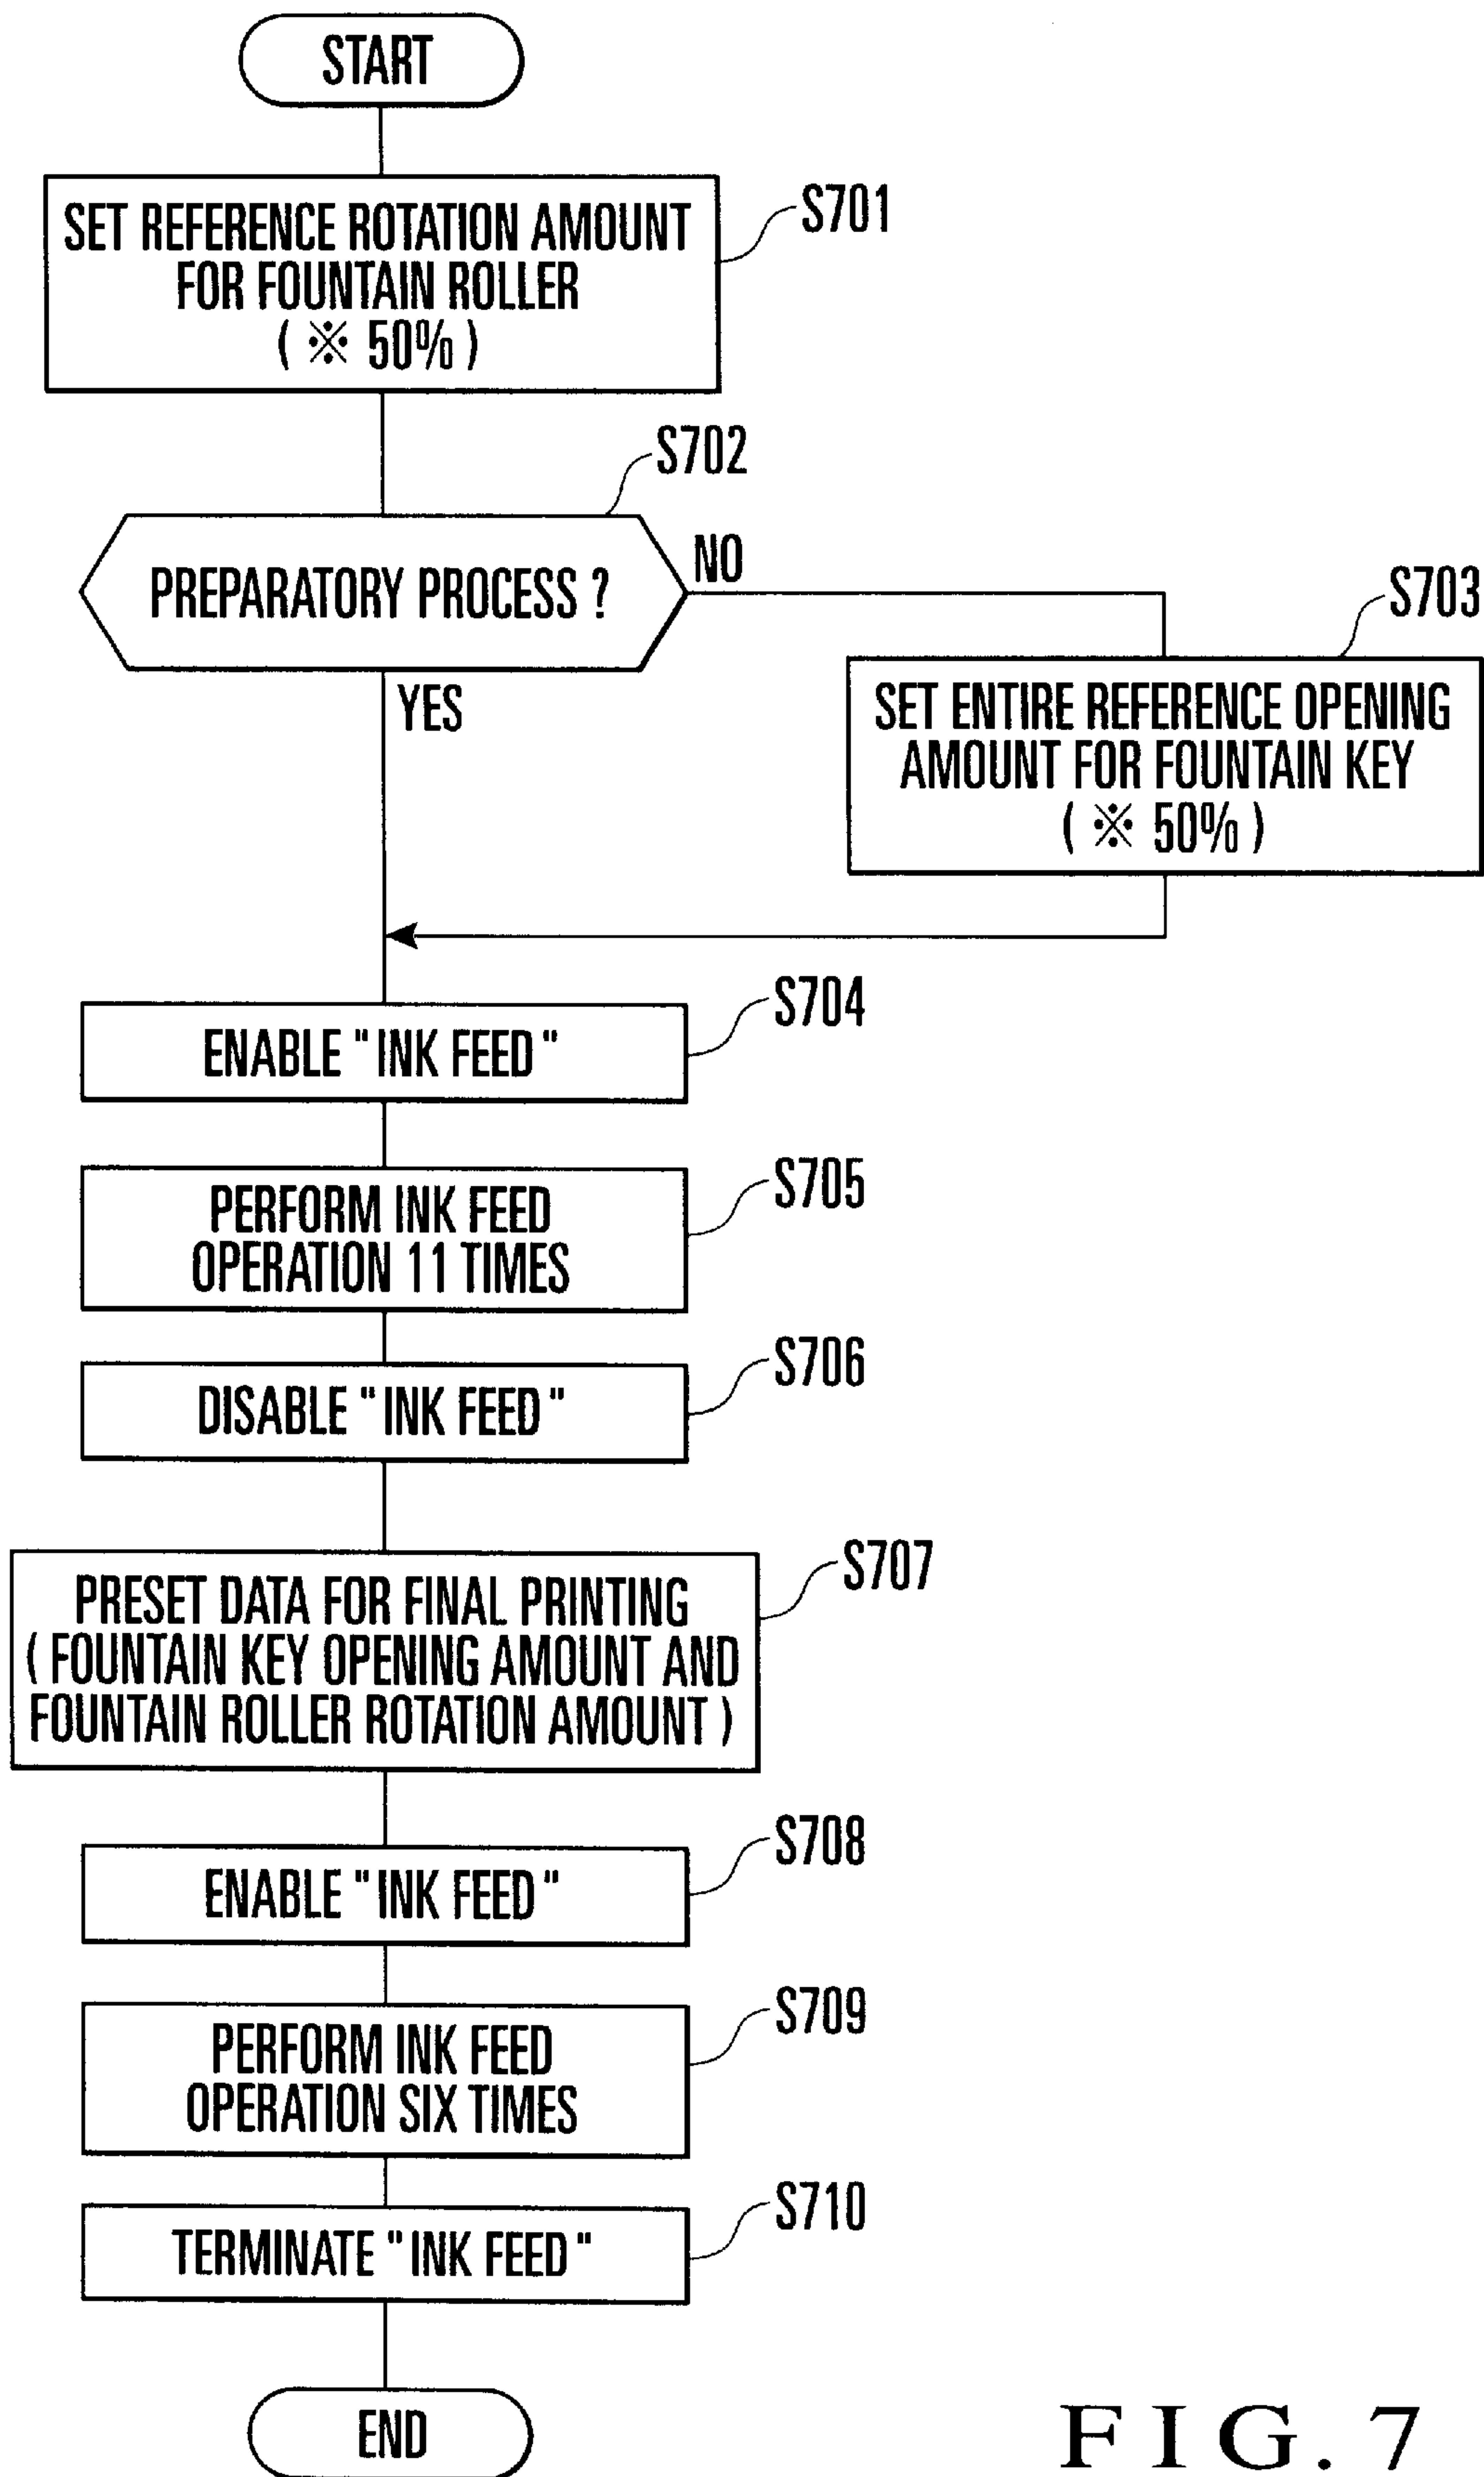 START
SET REFERENCE ROTATION AMOUNT
FOR FOUNTAIN ROLLER
( ※ 50% )
S701
S702
PREPARATORY PROCESS ?
NO
YES
S703
SET ENTIRE REFERENCE OPENING
AMOUNT FOR FOUNTAIN KEY
( ※ 50% )
S704
ENABLE "INK FEED"
S705
PERFORM INK FEED
OPERATION 11 TIMES
S706
DISABLE "INK FEED"
S707
PRESET DATA FOR FINAL PRINTING
( FOUNTAIN KEY OPENING AMOUNT AND
FOUNTAIN ROLLER ROTATION AMOUNT )
S708
ENABLE "INK FEED"
S709
PERFORM INK FEED
OPERATION SIX TIMES
S710
TERMINATE "INK FEED"
END
FIG. 7